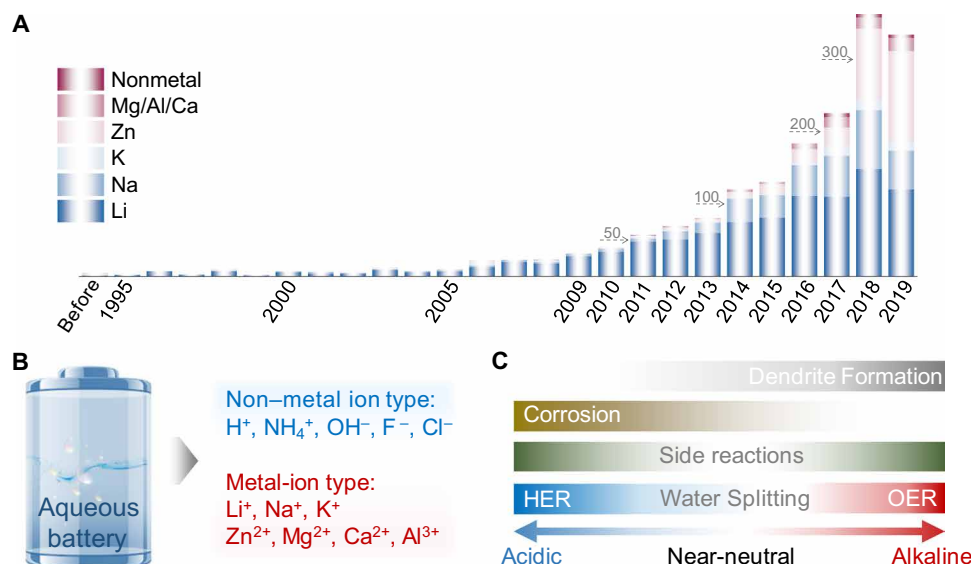 A
Nonmetal
Mg/Al/Ca
Zn
K
Na
Li
50
100
200
300
Before
1995
2000
2005
2009
2010
2011
2012
2013
2014
2015
2016
2017
2018
2019
B
Aqueous
battery
Non–metal ion type:
H⁺, NH₄⁺, OH⁻, F⁻, Cl⁻
Metal-ion type:
Li⁺, Na⁺, K⁺
Zn²⁺, Mg²⁺, Ca²⁺, Al³⁺
C
Dendrite Formation
Corrosion
Side reactions
HER Water Splitting OER
Acidic Near-neutral Alkaline